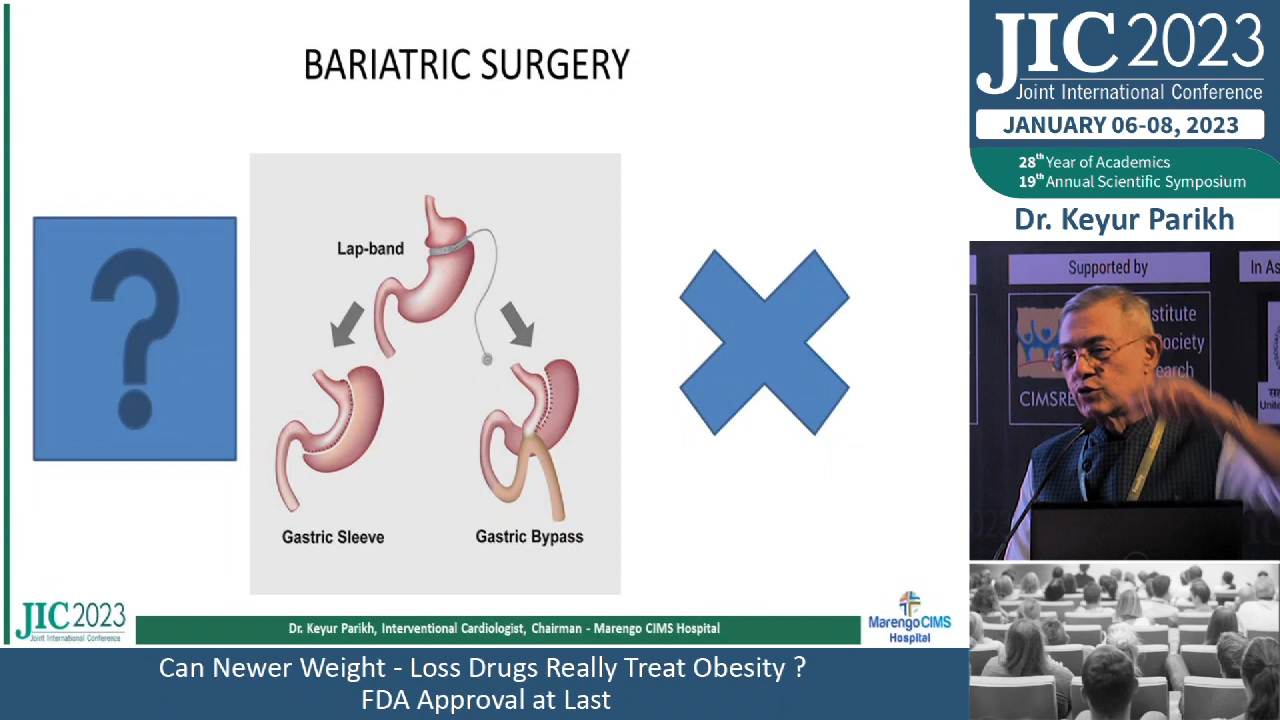 BARIATRIC SURGERY
?
Lap-band
Gastric Sleeve
Gastric Bypass
JIC 2023
Joint International Conference
Dr. Keyur Parikh, Interventional Cardiologist, Chairman - Marengo CIMS Hospital
Marengo CIMS
Hospital
Can Newer Weight - Loss Drugs Really Treat Obesity ?
FDA Approval at Last
JIC 2023
Joint International Conference
JANUARY 06-08, 2023
28th Year of Academics
19th Annual Scientific Symposium
Dr. Keyur Parikh
Supported by
In As
stitute
Society
earch
CIMSRE
Unite